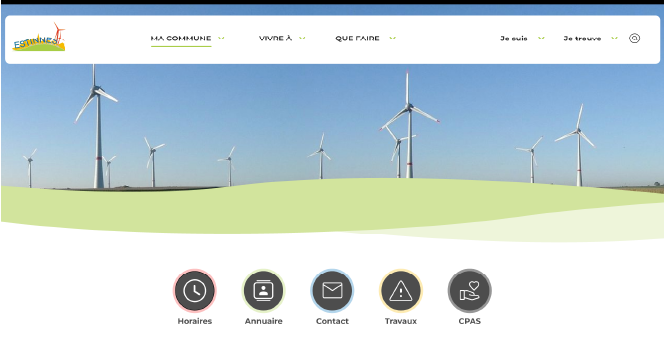 ESTINNES
MA COMMUNE VIVRE À QUE FAIRE Je suis Je trouve
Horaires Annuaire Contact Travaux CPAS